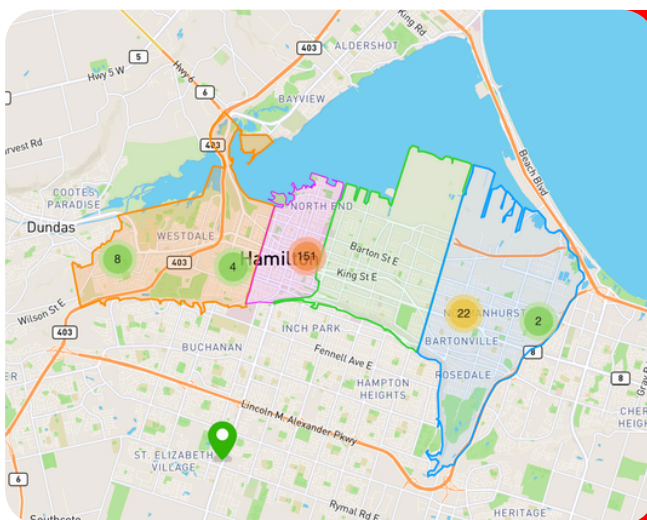 King Rd
403
ALDERSHOT
5
Hwy 5 W
Hwy 6
6
BAYVIEW
403
Beach Blvd
COOTES
PARADISE
NORTH END
Dundas
WESTDALE
Barton St E
8
403
4
Hamilton
151
King St E
Wilson St E
22
2
403
INCH PARK
BARTONVILLE
BUCHANAN
8
Fennell Ave E
ROSEDALE
8
HAMPTON
HEIGHTS
Lincoln M. Alexander Pkwy
ST. ELIZABETH
VILLAGE
6
Rymal Rd E
HERITAGE